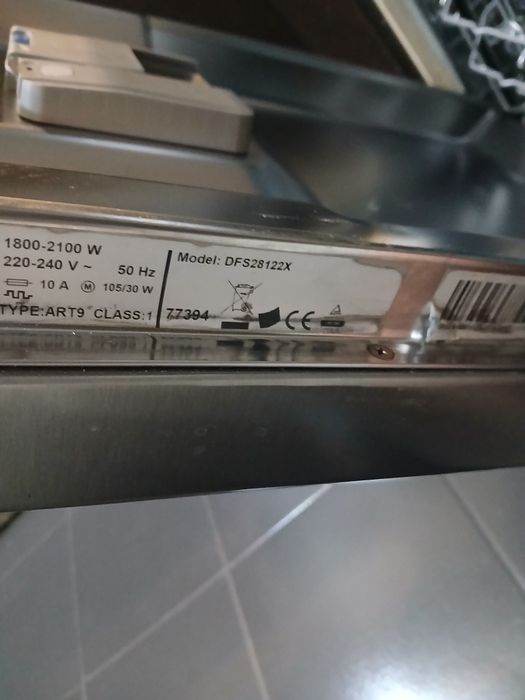 1800-2100 W
220-240 V ~ 50 Hz
10 A M 105/30 W
TYPE:ART9 CLASS:1
Model: DFS28122X
77394
CE